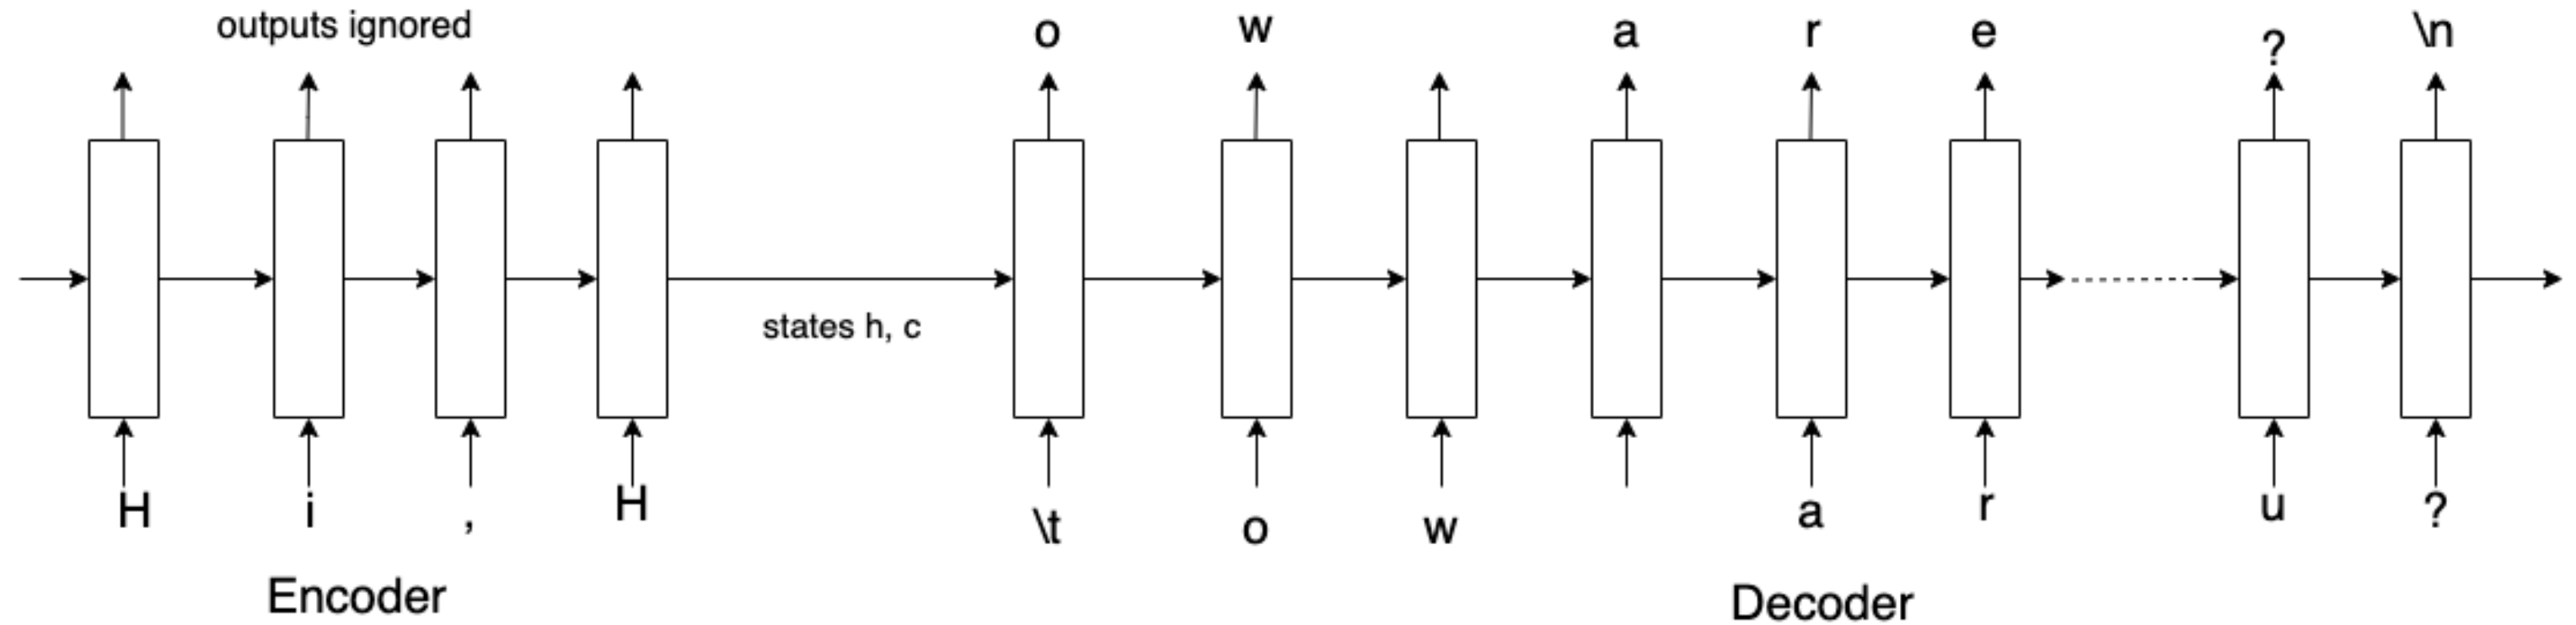 outputs ignored
o w a r e ? \n
states h, c
H i , H \t o w a r u ?
Encoder Decoder